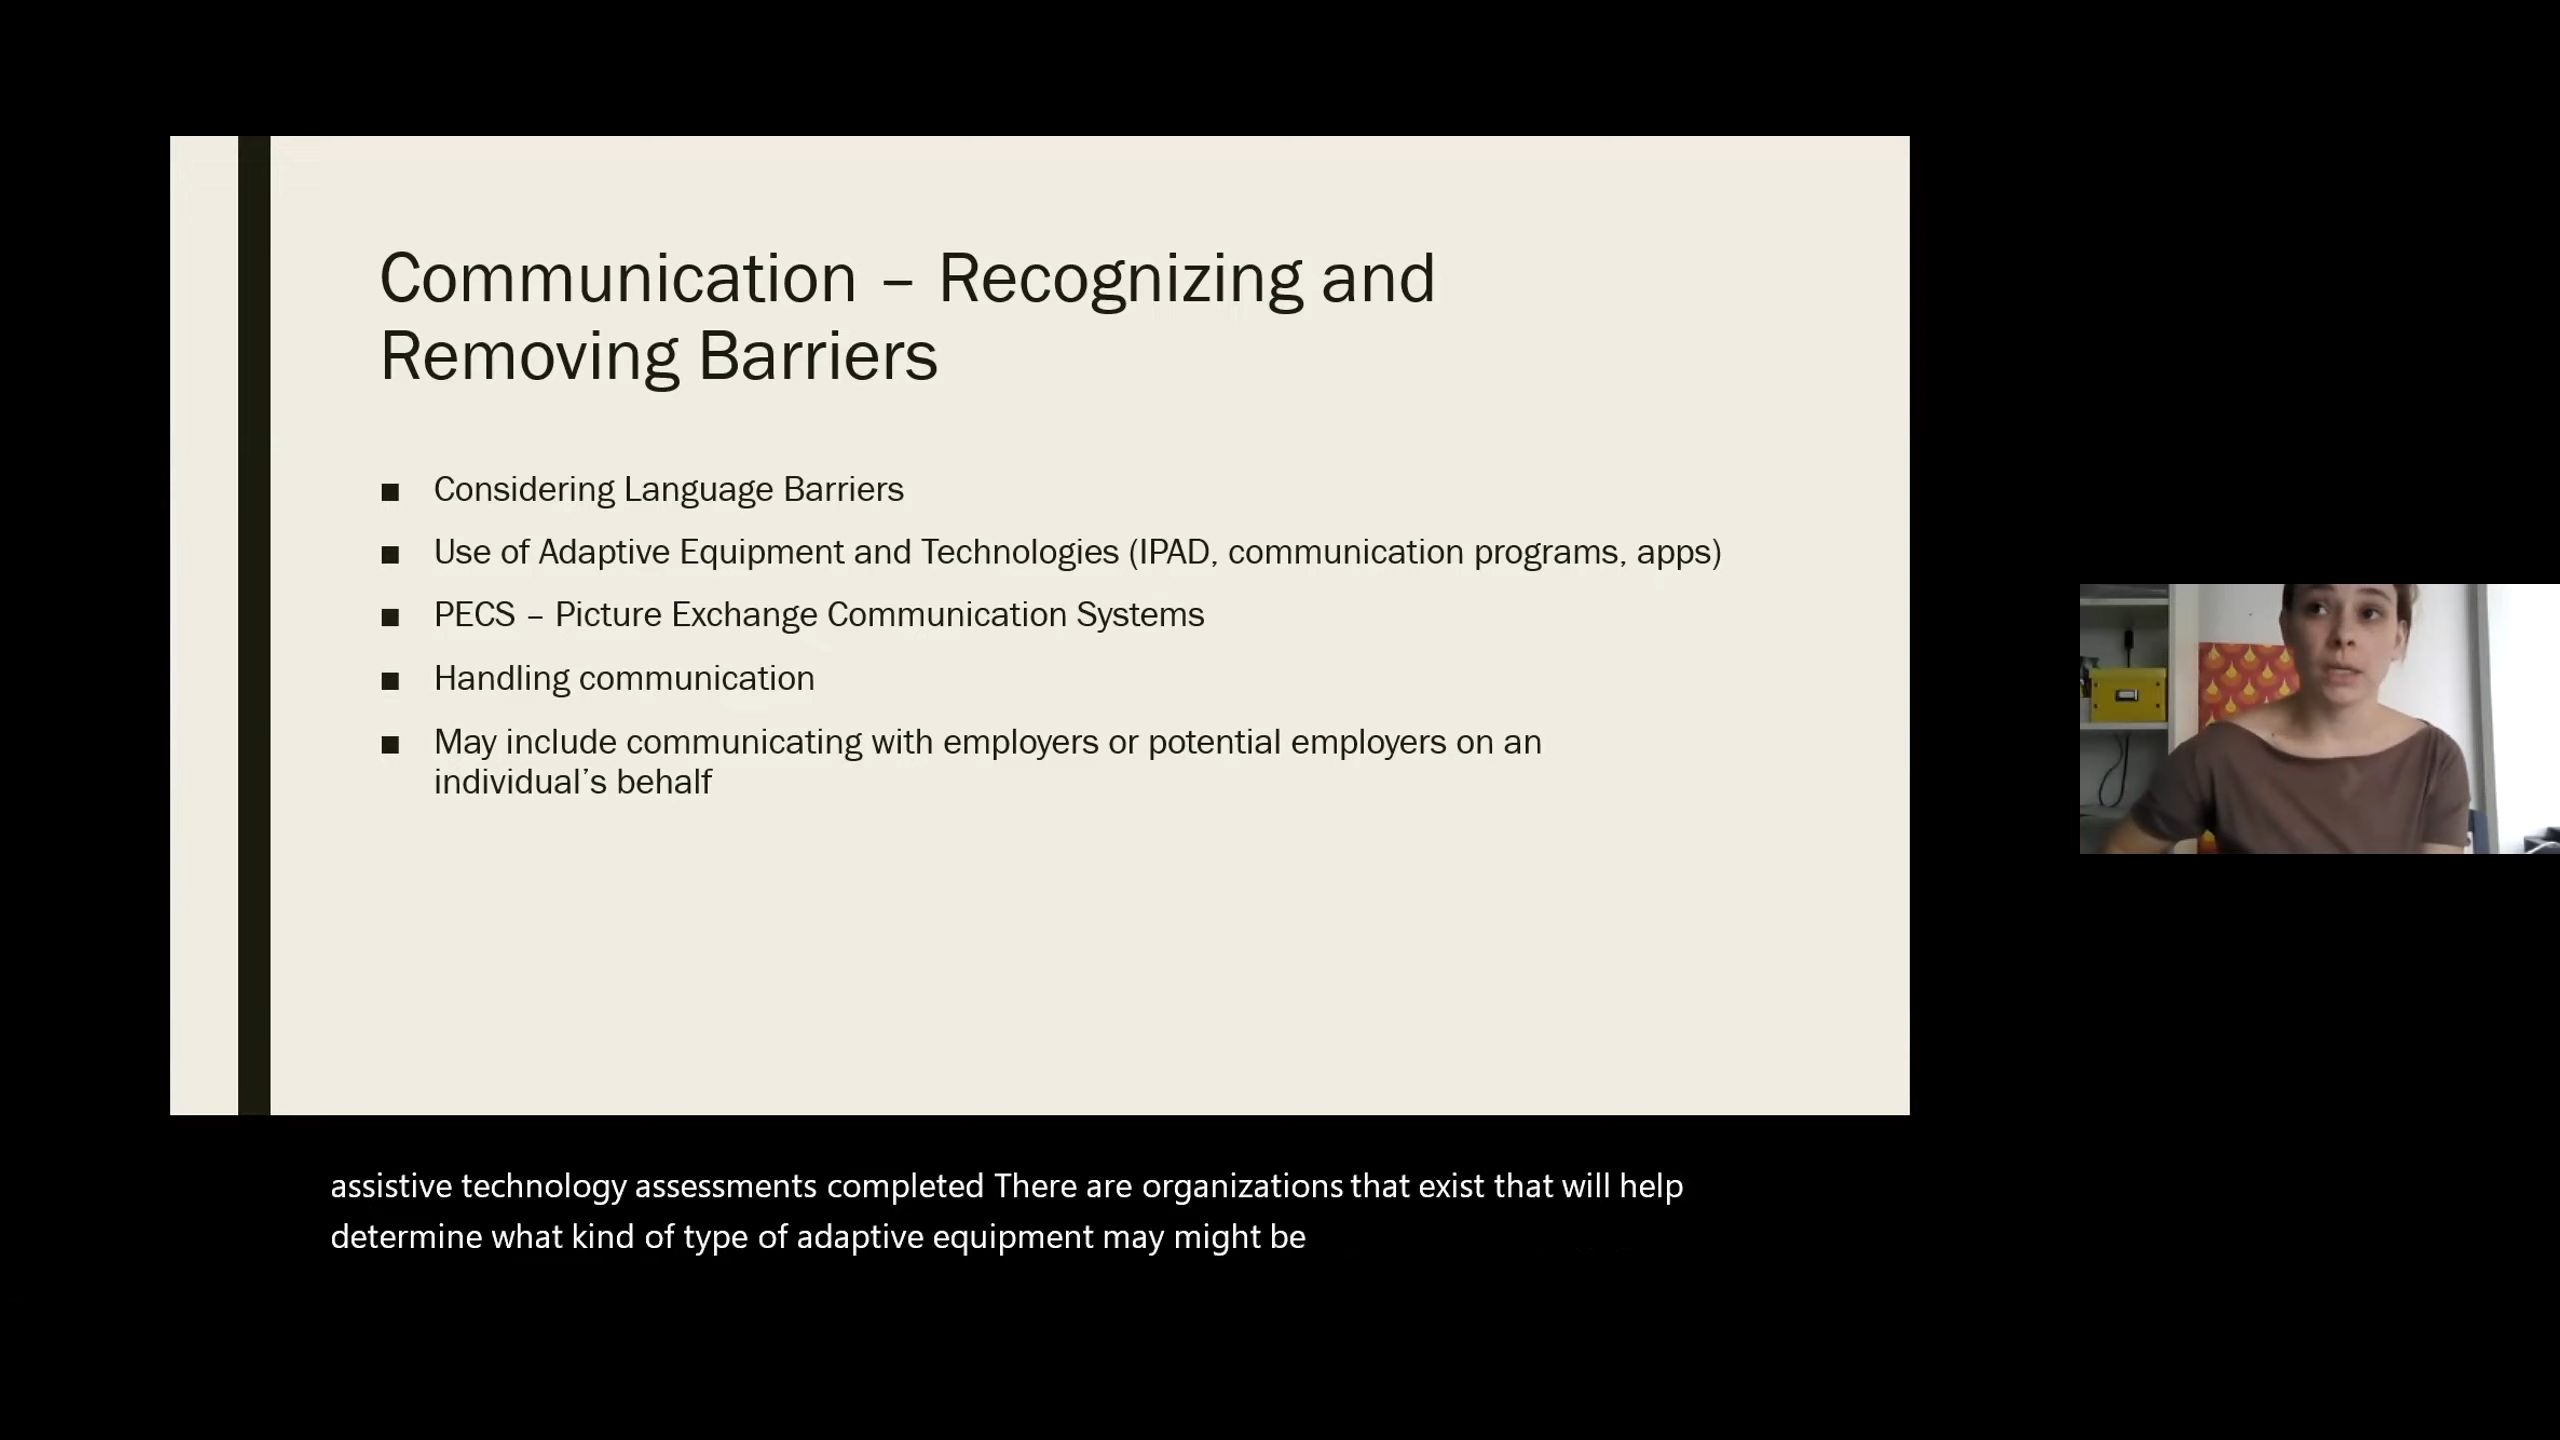 Communication – Recognizing and
Removing Barriers
■ Considering Language Barriers
■ Use of Adaptive Equipment and Technologies (IPAD, communication programs, apps)
■ PECS – Picture Exchange Communication Systems
■ Handling communication
■ May include communicating with employers or potential employers on an
individual’s behalf
assistive technology assessments completed There are organizations that exist that will help
determine what kind of type of adaptive equipment may might be